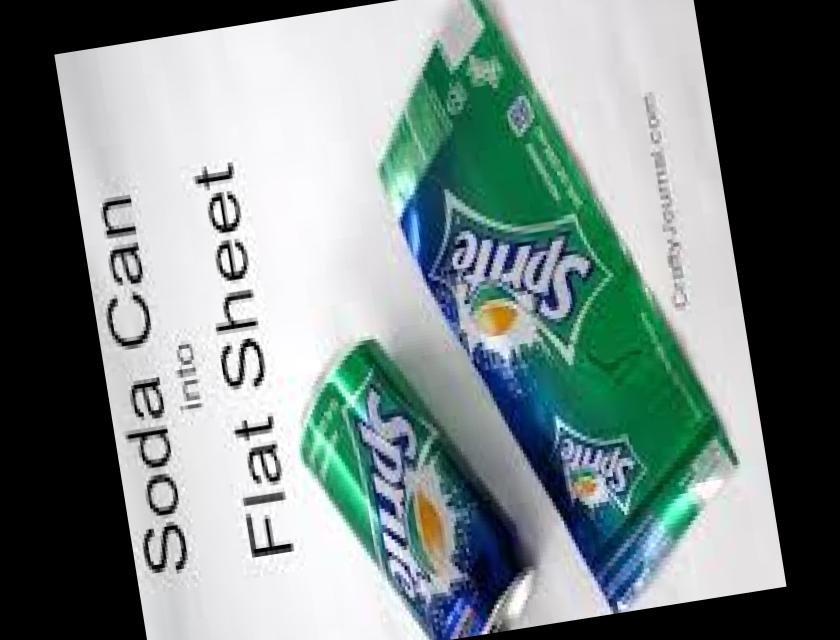 Soda Can
into
Flat Sheet
Sprite
Sprite
Sprite
CraftyJournal.com